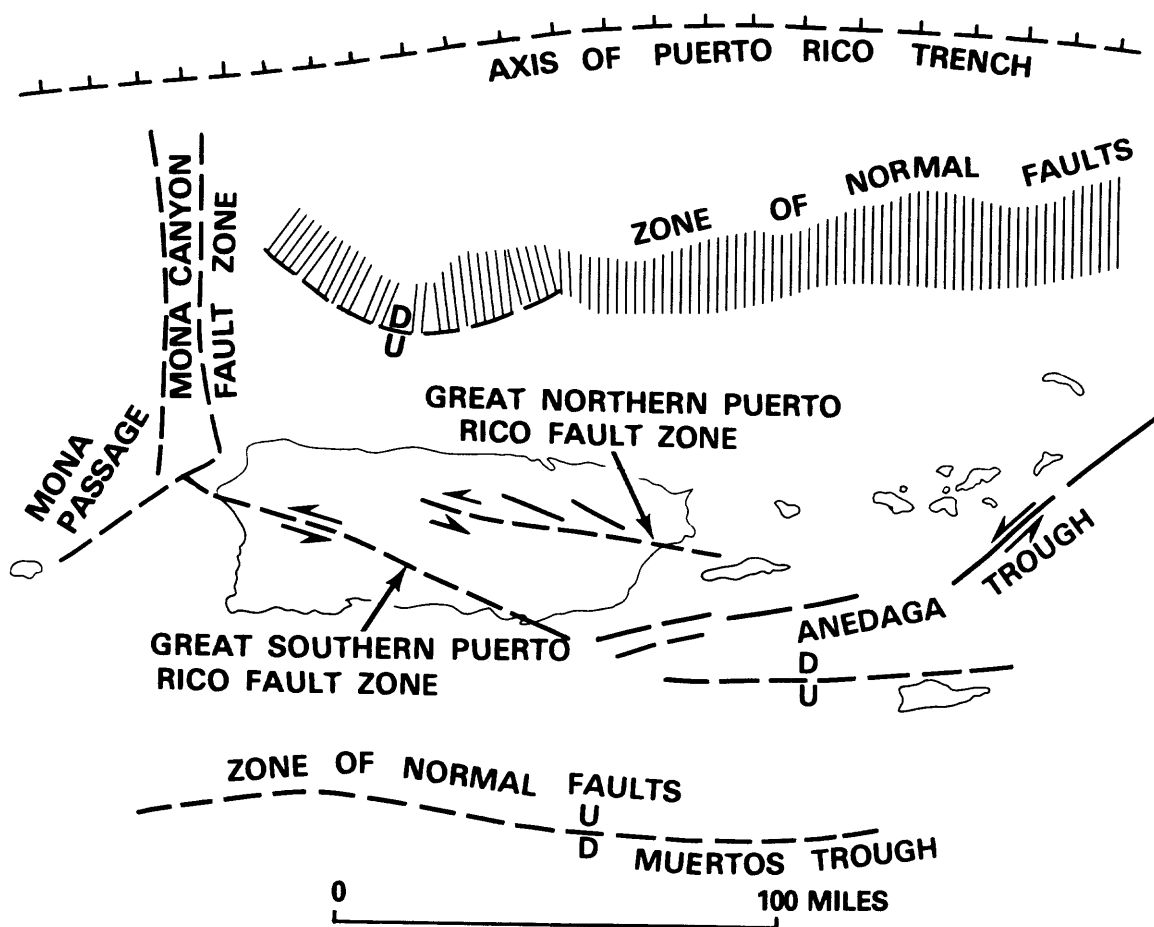 AXIS OF PUERTO RICO TRENCH
MONA CANYON
FAULT ZONE
ZONE OF NORMAL FAULTS
D
U
GREAT NORTHERN PUERTO
RICO FAULT ZONE
MONA
PASSAGE
TROUGH
ANEDAGA
D
U
GREAT SOUTHERN PUERTO
RICO FAULT ZONE
ZONE OF NORMAL FAULTS
U
D
MUERTOS TROUGH
0
100 MILES